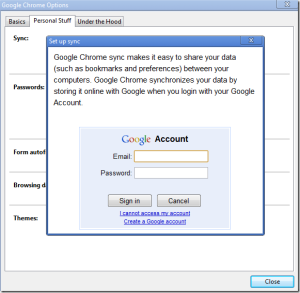 Google Chrome Options
Basics Personal Stuff Under the Hood
Sync:
Set up sync
Google Chrome sync makes it easy to share your data
(such as bookmarks and preferences) between your
computers. Google Chrome synchronizes your data by
storing it online with Google when you login with your Google
Account.
Passwords:
Google Account
Email:
Password:
Form autof
Sign in Cancel
I cannot access my account
Browsing d
Create a Google account
Themes:
Close